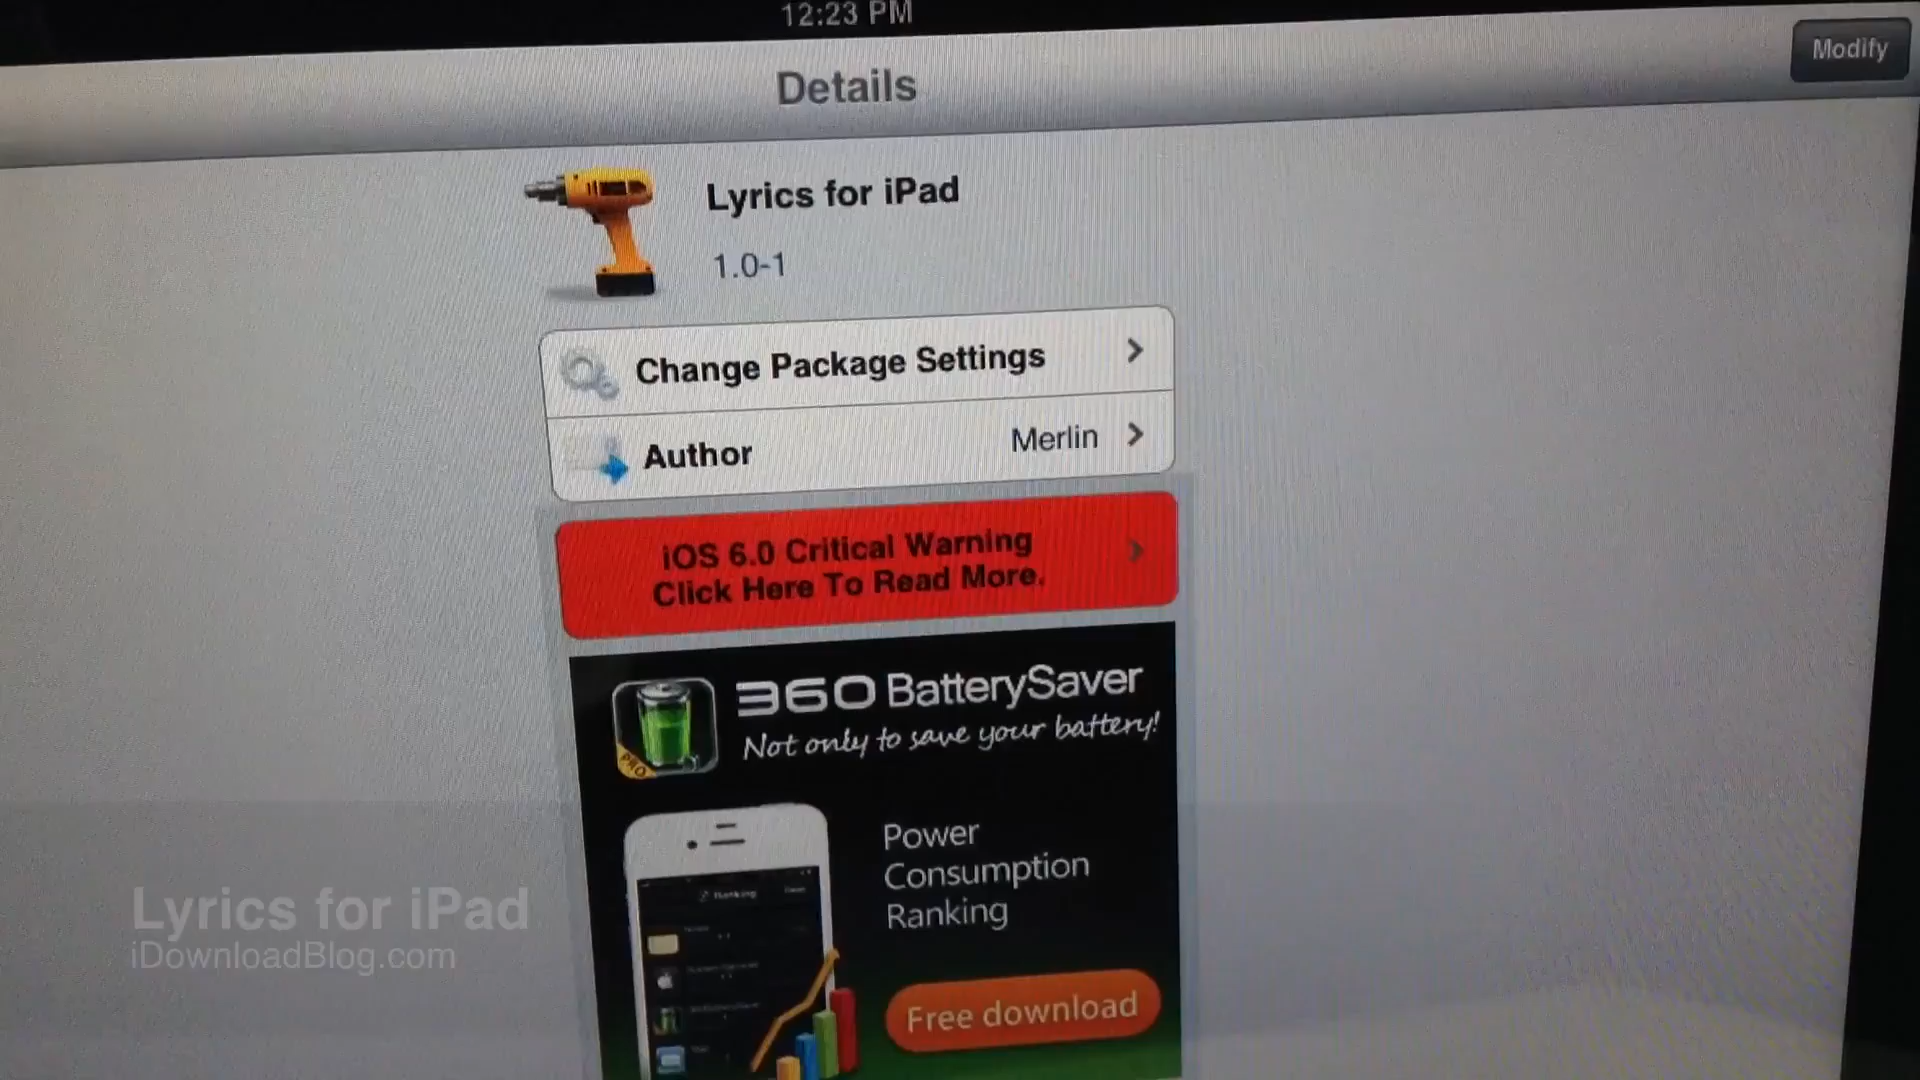 12:23 PM
Details
Modify
Lyrics for iPad
1.0-1
Change Package Settings
Author
Merlin
iOS 6.0 Critical Warning
Click Here To Read More.
360 BatterySaver
Not only to save your battery!
PRO
Power
Consumption
Ranking
Ranking
Free download
Lyrics for iPad
iDownloadBlog.com